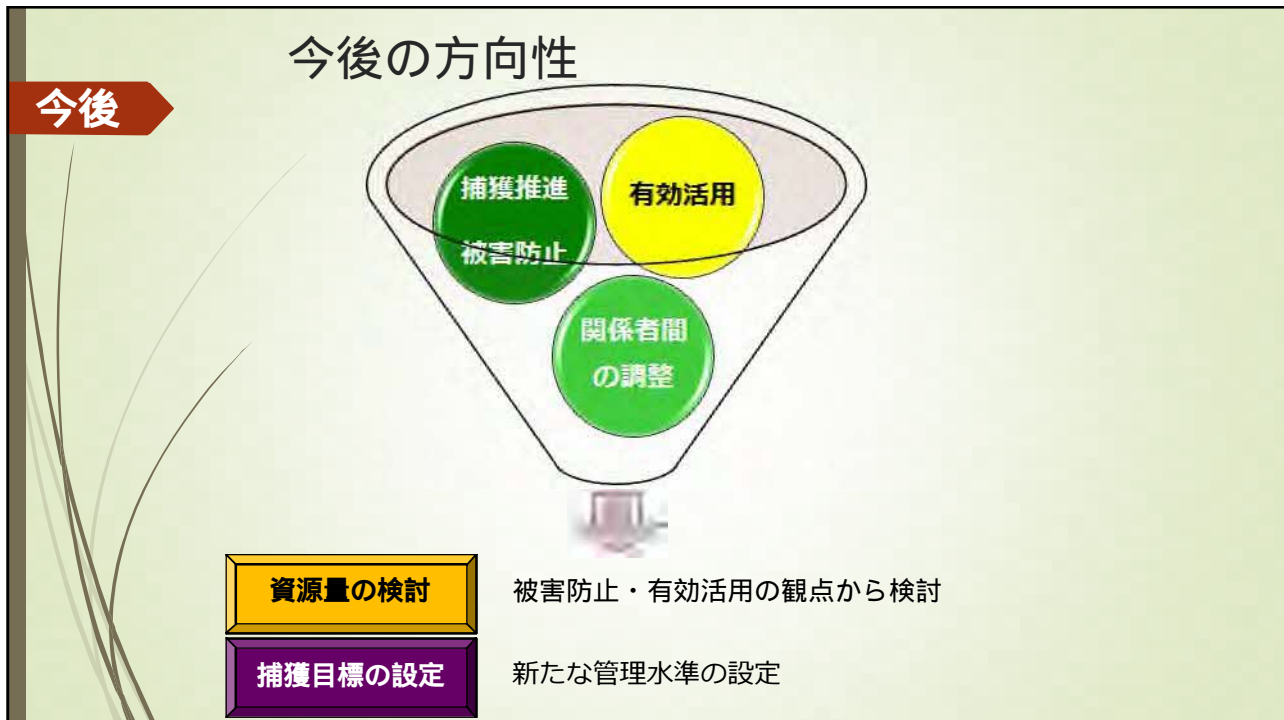 今後の方向性
今後
捕獲推進
被害防止
有効活用
関係者間
の調整
資源量の検討
被害防止・有効活用の観点から検討
捕獲目標の設定
新たな管理水準の設定